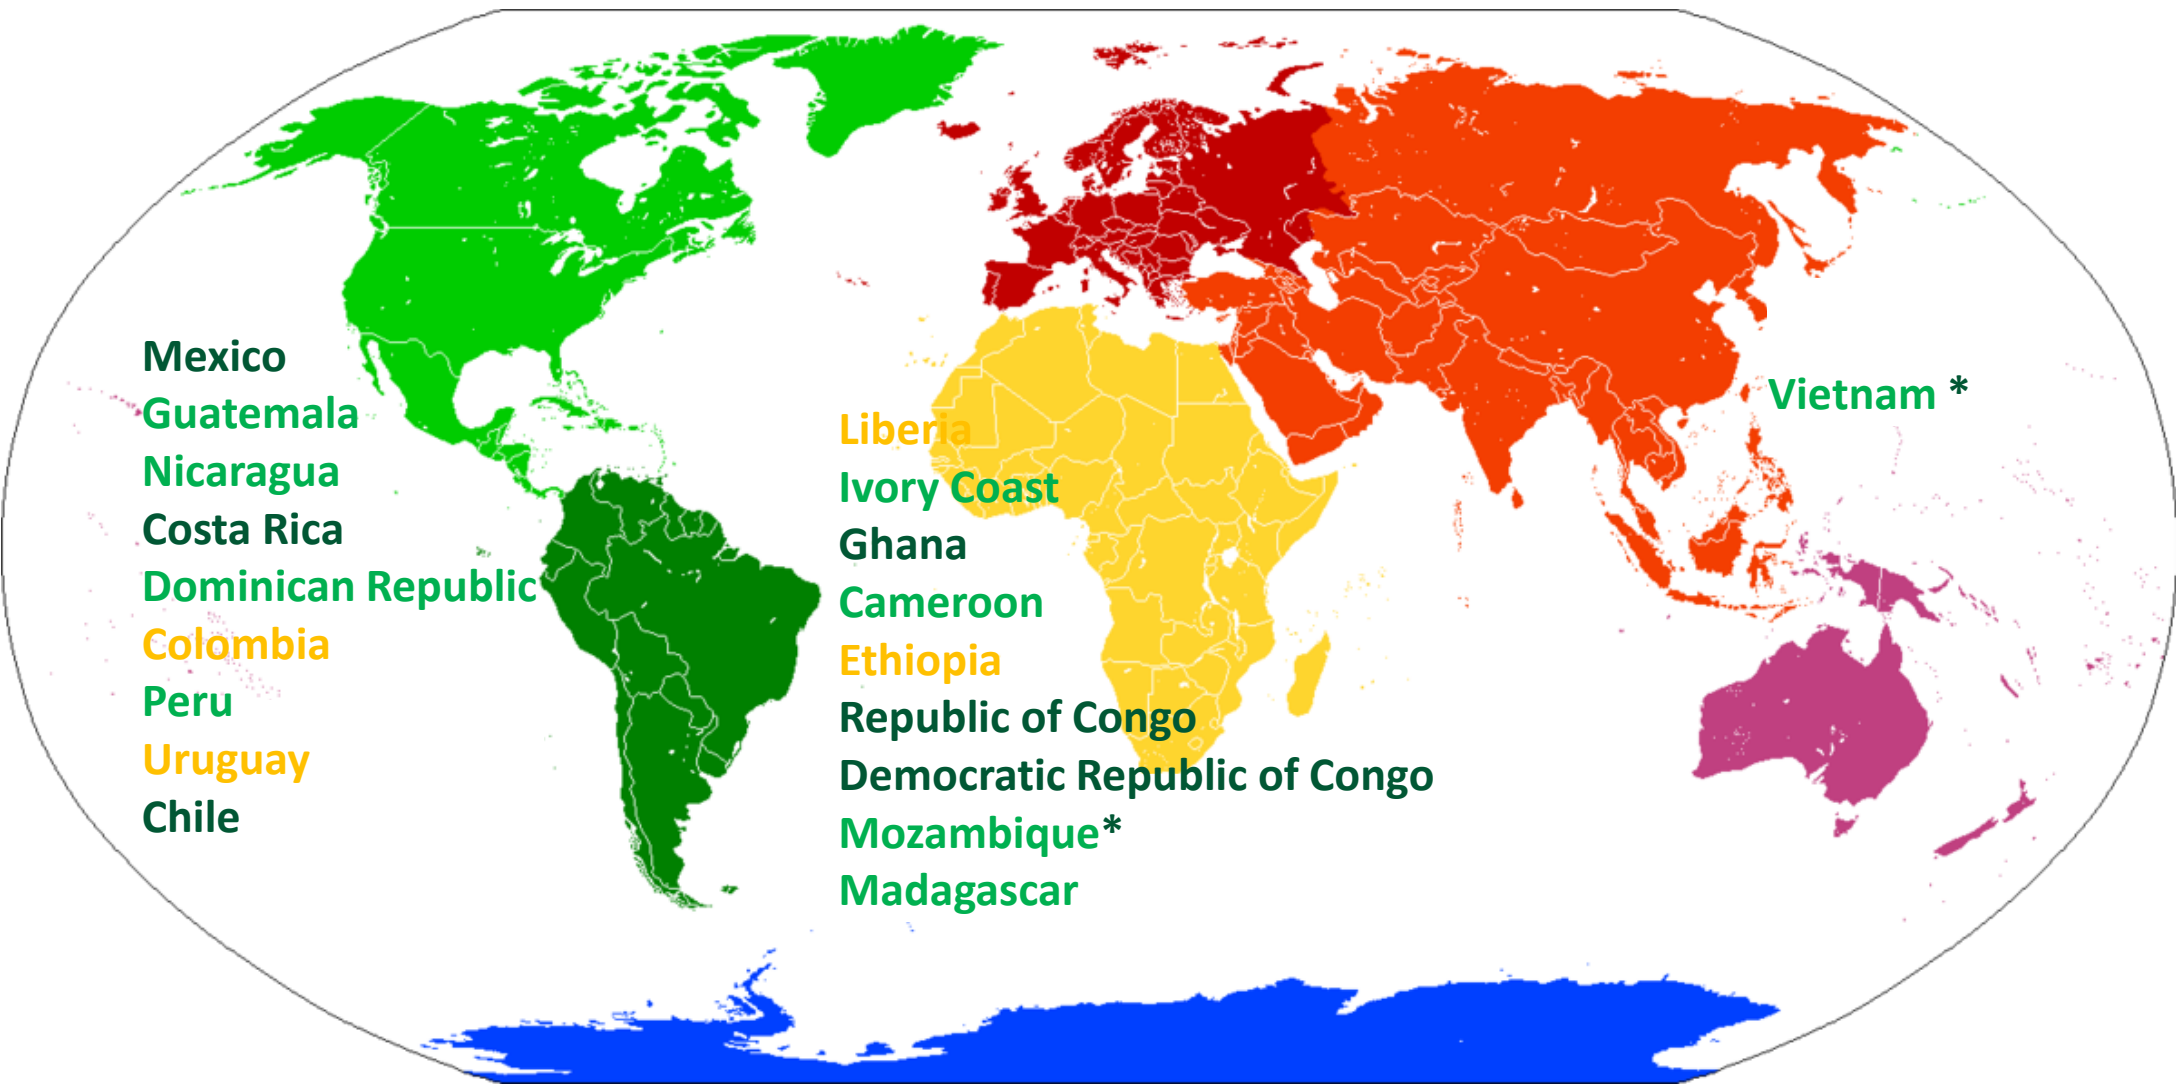 Mexico
Guatemala
Nicaragua
Costa Rica
Dominican Republic
Colombia
Peru
Uruguay
Chile
Liberia
Ivory Coast
Ghana
Cameroon
Ethiopia
Republic of Congo
Democratic Republic of Congo
Mozambique*
Madagascar
Vietnam *